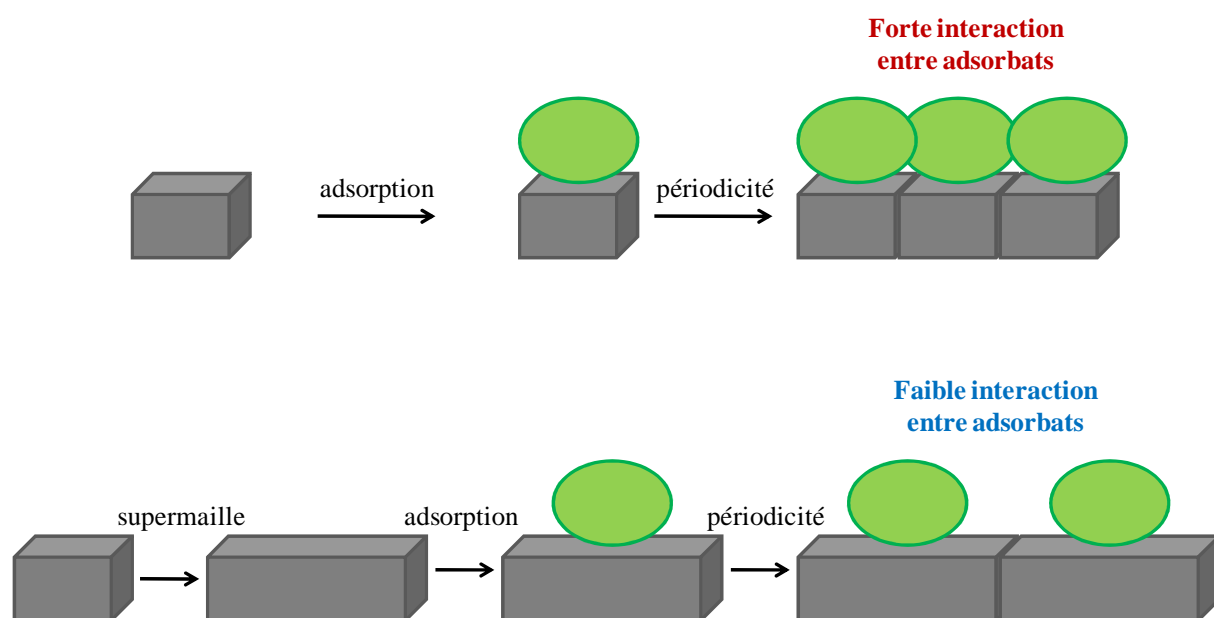 Forte interaction
entre adsorbats
adsorption
périodicité
Faible interaction
entre adsorbats
supermaille
adsorption
périodicité